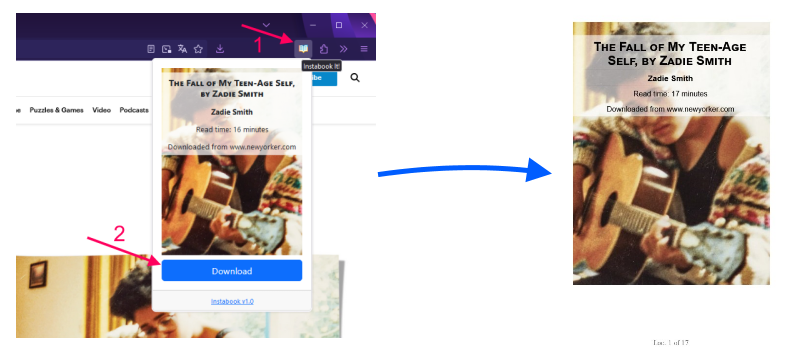 1
Instabook It!
Puzzles & Games Video Podcasts
The Fall of My Teen-Age Self,
by Zadie Smith
Zadie Smith
Read time: 16 minutes
Downloaded from www.newyorker.com
2
Download
Instabook v1.0
The Fall of My Teen-Age
Self, by Zadie Smith
Zadie Smith
Read time: 17 minutes
Downloaded from www.newyorker.com
Loc. 1 of 17